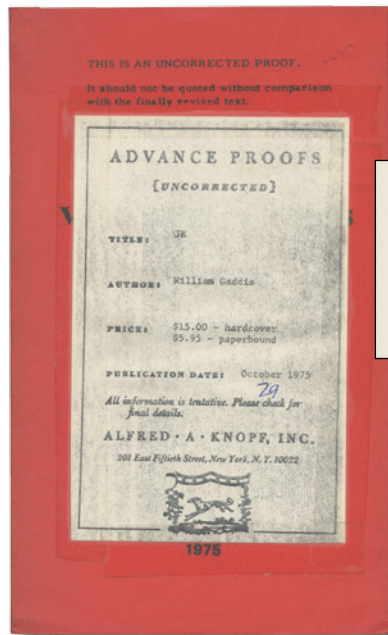 THIS IS AN UNCORRECTED PROOF.
It should not be quoted without comparison
with the finally revised text.
ADVANCE PROOFS
[UNCORRECTED]
TITLE: JR
AUTHOR: William Gaddis
PRICE: $15.00 - hardcover
$5.95 - paperbound
PUBLICATION DATE: October 1975
29
All information is tentative. Please check for
final details.
ALFRED · A · KNOPF, INC.
201 East Fiftieth Street, New York, N. Y. 10022
1975